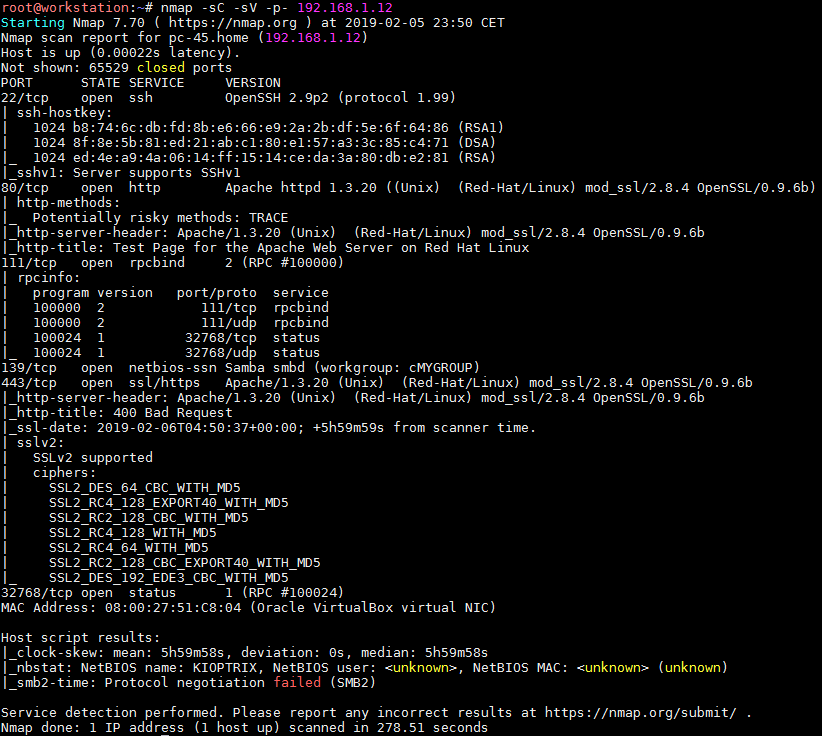 root@workstation:~# nmap -sC -sV -p- 192.168.1.12
Starting Nmap 7.70 ( https://nmap.org ) at 2019-02-05 23:50 CET
Nmap scan report for pc-45.home (192.168.1.12)
Host is up (0.00022s latency).
Not shown: 65529 closed ports
PORT      STATE SERVICE     VERSION
22/tcp    open  ssh         OpenSSH 2.9p2 (protocol 1.99)
| ssh-hostkey:
|   1024 b8:74:6c:db:fd:8b:e6:66:e9:2a:2b:df:5e:6f:64:86 (RSA1)
|   1024 8f:8e:5b:81:ed:21:ab:c1:80:e1:57:a3:3c:85:c4:71 (DSA)
|_  1024 ed:4e:a9:4a:06:14:ff:15:14:ce:da:3a:80:db:e2:81 (RSA)
|_sshv1: Server supports SSHv1
80/tcp    open  http        Apache httpd 1.3.20 ((Unix)  (Red-Hat/Linux) mod_ssl/2.8.4 OpenSSL/0.9.6b)
| http-methods:
|_  Potentially risky methods: TRACE
|_http-server-header: Apache/1.3.20 (Unix)  (Red-Hat/Linux) mod_ssl/2.8.4 OpenSSL/0.9.6b
|_http-title: Test Page for the Apache Web Server on Red Hat Linux
111/tcp   open  rpcbind     2 (RPC #100000)
| rpcinfo:
|   program version   port/proto  service
|   100000  2            111/tcp  rpcbind
|   100000  2            111/udp  rpcbind
|   100024  1          32768/tcp  status
|_  100024  1          32768/udp  status
139/tcp   open  netbios-ssn Samba smbd (workgroup: cMYGROUP)
443/tcp   open  ssl/https   Apache/1.3.20 (Unix)  (Red-Hat/Linux) mod_ssl/2.8.4 OpenSSL/0.9.6b
|_http-server-header: Apache/1.3.20 (Unix)  (Red-Hat/Linux) mod_ssl/2.8.4 OpenSSL/0.9.6b
|_http-title: 400 Bad Request
|_ssl-date: 2019-02-06T04:50:37+00:00; +5h59m59s from scanner time.
| sslv2:
|   SSLv2 supported
|   ciphers:
|     SSL2_DES_64_CBC_WITH_MD5
|     SSL2_RC4_128_EXPORT40_WITH_MD5
|     SSL2_RC2_128_CBC_WITH_MD5
|     SSL2_RC4_128_WITH_MD5
|     SSL2_RC4_64_WITH_MD5
|     SSL2_RC2_128_CBC_EXPORT40_WITH_MD5
|_    SSL2_DES_192_EDE3_CBC_WITH_MD5
32768/tcp open  status      1 (RPC #100024)
MAC Address: 08:00:27:51:C8:04 (Oracle VirtualBox virtual NIC)
Host script results:
|_clock-skew: mean: 5h59m58s, deviation: 0s, median: 5h59m58s
|_nbstat: NetBIOS name: KIOPTRIX, NetBIOS user: <unknown>, NetBIOS MAC: <unknown> (unknown)
|_smb2-time: Protocol negotiation failed (SMB2)
Service detection performed. Please report any incorrect results at https://nmap.org/submit/ .
Nmap done: 1 IP address (1 host up) scanned in 278.51 seconds